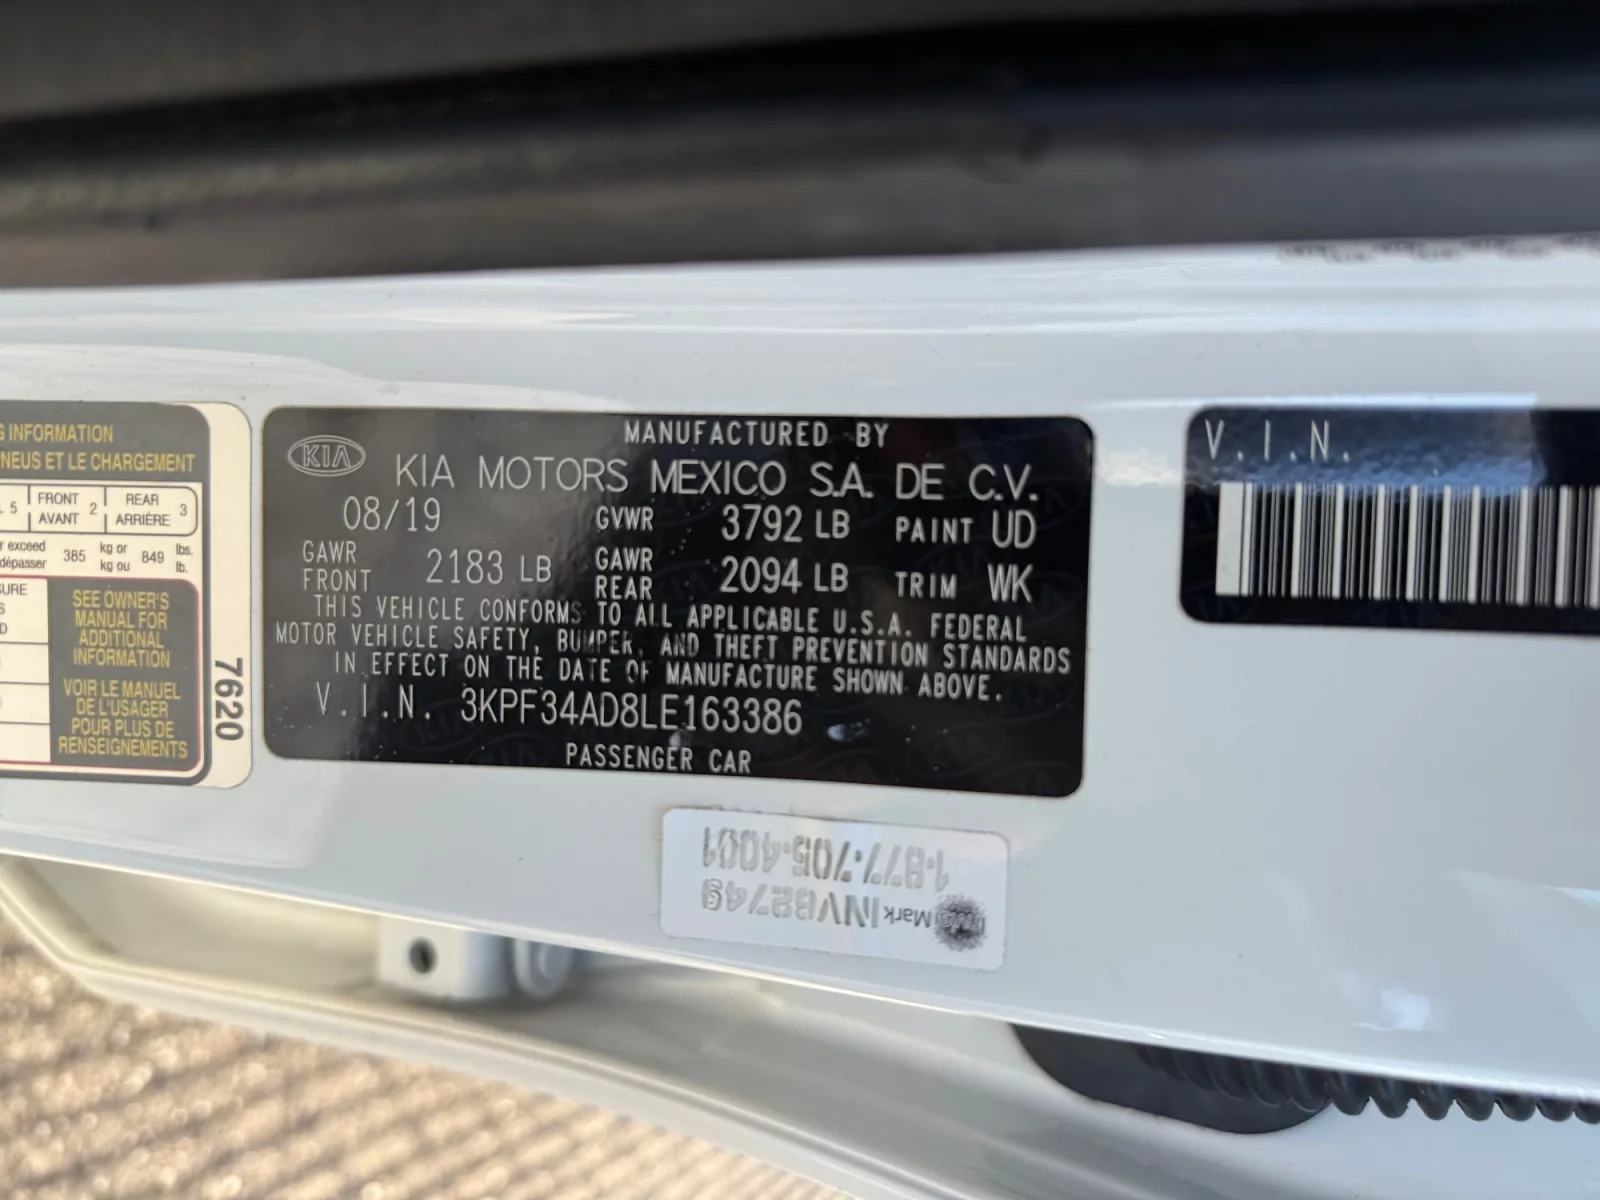 G INFORMATION
NEUS ET LE CHARGEMENT
5 FRONT AVANT 2 REAR ARRIÈRE 3
r exceed dépasser 385 kg or kg ou 849 lbs. lb.
URE
S
D
SEE OWNER'S
MANUAL FOR
ADDITIONAL
INFORMATION
VOIR LE MANUEL
DE L'USAGER
POUR PLUS DE
RENSEIGNEMENTS
7620
KIA
MANUFACTURED BY
KIA MOTORS MEXICO S.A. DE C.V.
08/19 GVWR 3792 LB PAINT UD
GAWR FRONT 2183 LB GAWR REAR 2094 LB TRIM WK
THIS VEHICLE CONFORMS TO ALL APPLICABLE U.S.A. FEDERAL
MOTOR VEHICLE SAFETY, BUMPER, AND THEFT PREVENTION STANDARDS
IN EFFECT ON THE DATE OF MANUFACTURE SHOWN ABOVE.
V.I.N. 3KPF34AD8LE163386
PASSENGER CAR
V.I.N.
Mark
1-877-705-4001